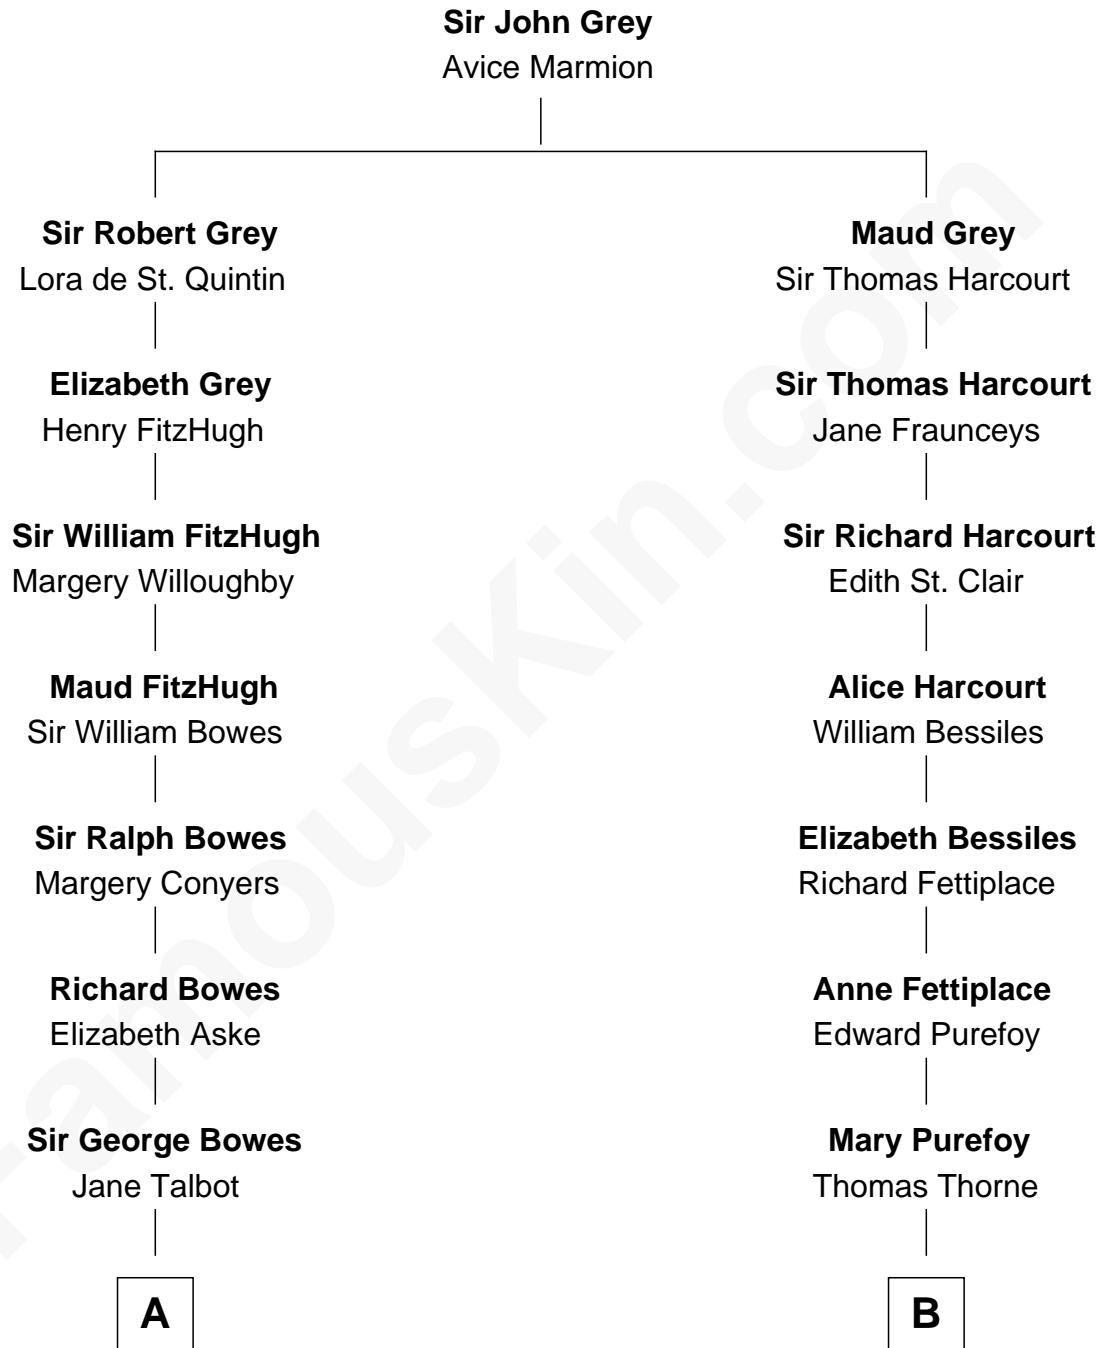 Sir John Grey
Avice Marmion
Sir Robert Grey
Lora de St. Quintin
Maud Grey
Sir Thomas Harcourt
Elizabeth Grey
Henry FitzHugh
Sir Thomas Harcourt
Jane Fraunceys
Sir William FitzHugh
Margery Willoughby
Sir Richard Harcourt
Edith St. Clair
Maud FitzHugh
Sir William Bowes
Alice Harcourt
William Bessiles
Sir Ralph Bowes
Margery Conyers
Elizabeth Bessiles
Richard Fettiplace
Richard Bowes
Elizabeth Aske
Anne Fettiplace
Edward Purefoy
Sir George Bowes
Jane Talbot
Mary Purefoy
Thomas Thorne
A
B
FamousKin.com